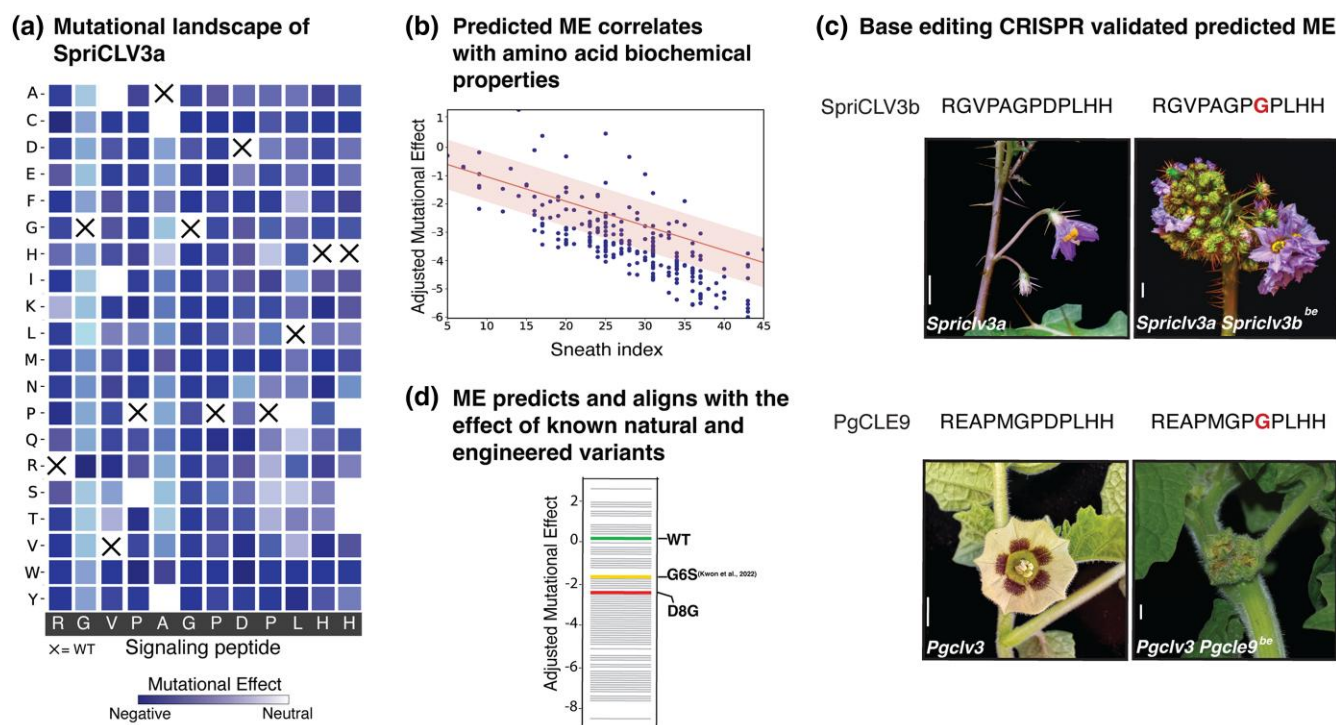 (a) Mutational landscape of
SpriCLV3a
A-
C-
D-
E-
F-
G-
H-
I-
K-
L-
M-
N-
P-
Q-
R-
S-
T-
V-
W-
Y-
R G V P A G P D P L H H
X= WT Signaling peptide
Mutational Effect
Negative Neutral
(b) Predicted ME correlates
with amino acid biochemical
properties
Adjusted Mutational Effect
1
0
-1
-2
-3
-4
-5
-6
5 10 15 20 25 30 35 40 45
Sneath index
(d) ME predicts and aligns with the
effect of known natural and
engineered variants
Adjusted Mutational Effect
2
0
-2
-4
-6
-8
WT
G6S (Kwon et al., 2022)
D8G
(c) Base editing CRISPR validated predicted ME
SpriCLV3b RGVPAGPDPLHH RGVPAGPGPLHH
Spriclv3a Spriclv3a Spriclv3b be
PgCLE9 REAPMGPDPLHH REAPMGPGPLHH
Pgclv3 Pgclv3 Pgcle9 be